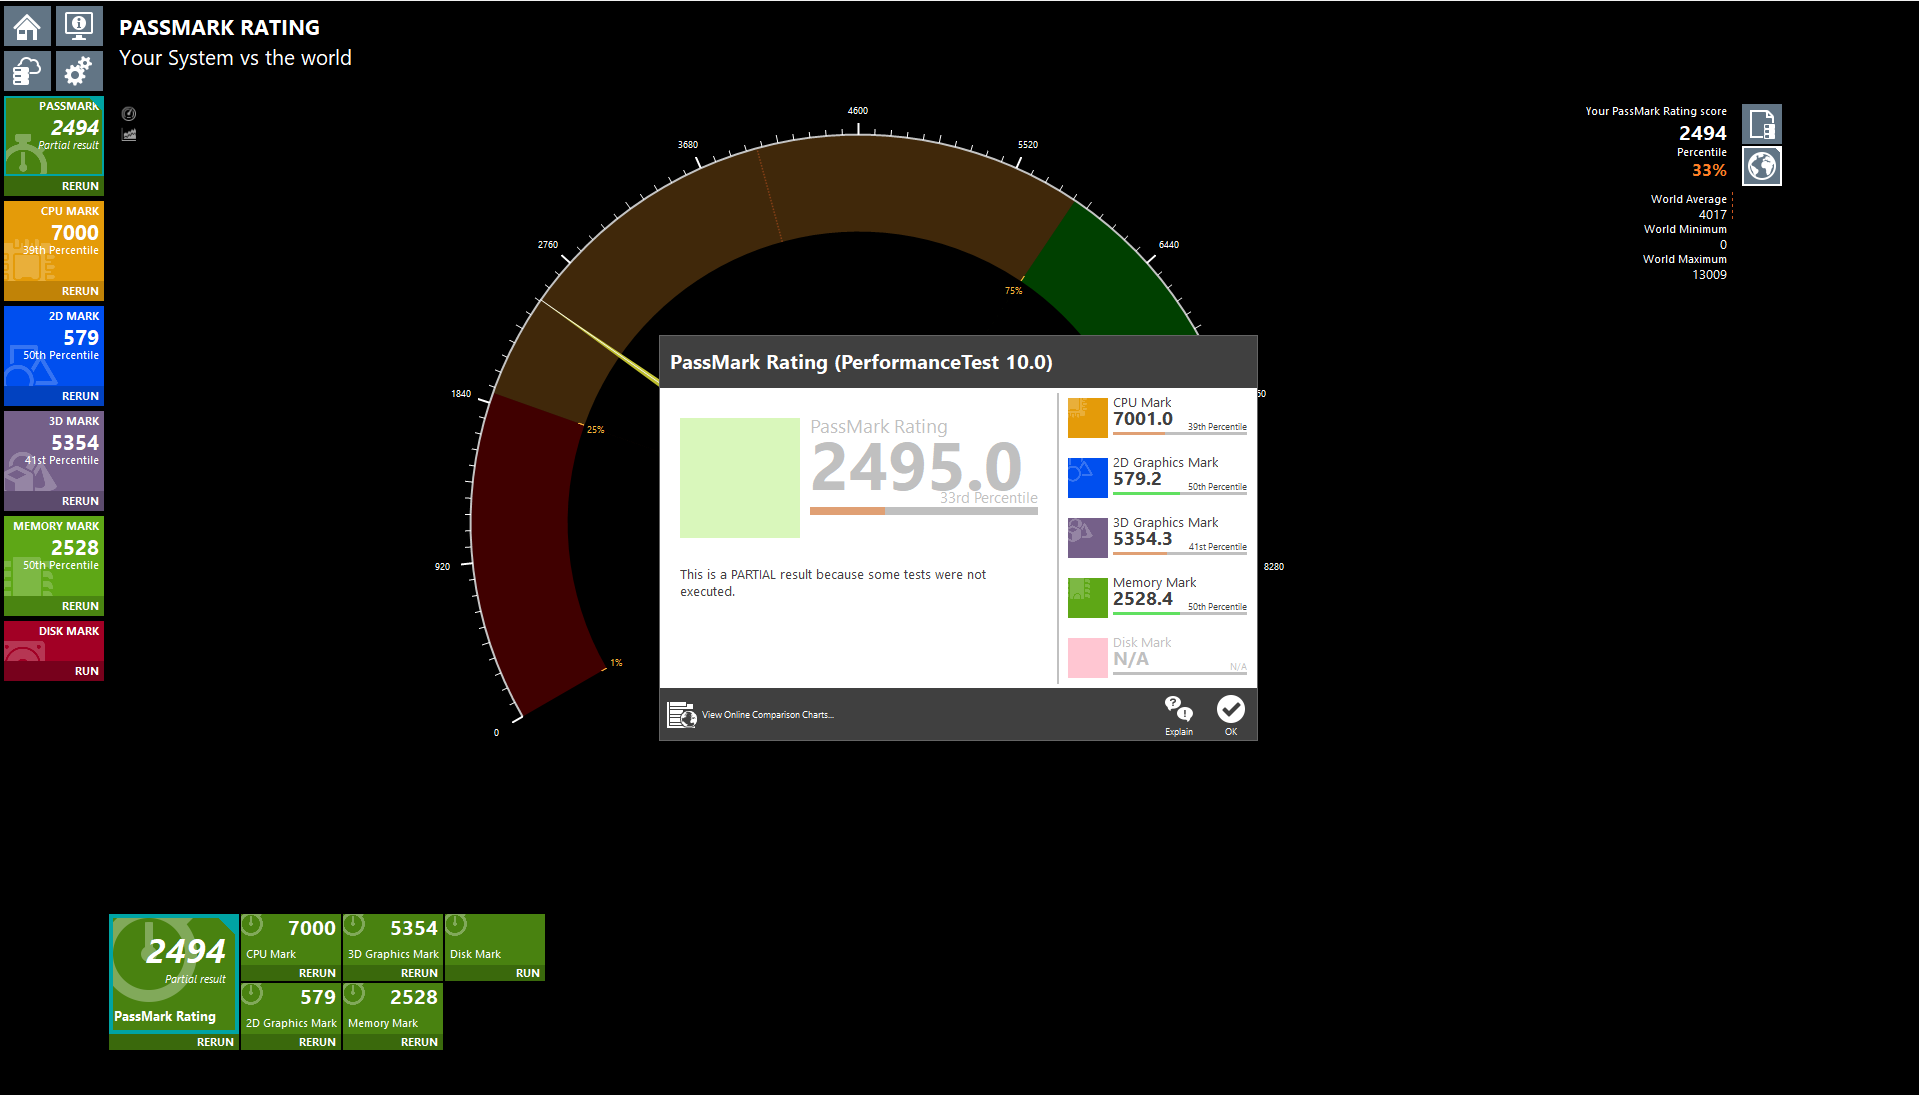 PASSMARK RATING
Your System vs the world
PASSMARK
2494
Partial result
RERUN
CPU MARK
7000
39th Percentile
RERUN
2D MARK
579
50th Percentile
RERUN
3D MARK
5354
41st Percentile
RERUN
MEMORY MARK
2528
50th Percentile
RERUN
DISK MARK
RUN
0
920
1840
2760
3680
4600
5520
6440
60
8280
1%
25%
75%
Your PassMark Rating score
2494
Percentile
33%
World Average
4017
World Minimum
0
World Maximum
13009
PassMark Rating (PerformanceTest 10.0)
PassMark Rating
2495.0
33rd Percentile
This is a PARTIAL result because some tests were not
executed.
CPU Mark
7001.0
39th Percentile
2D Graphics Mark
579.2
50th Percentile
3D Graphics Mark
5354.3
41st Percentile
Memory Mark
2528.4
50th Percentile
Disk Mark
N/A
N/A
View Online Comparison Charts...
Explain
OK
2494
Partial result
PassMark Rating
RERUN
7000
CPU Mark
RERUN
5354
3D Graphics Mark
RERUN
Disk Mark
RUN
579
2D Graphics Mark
RERUN
2528
Memory Mark
RERUN